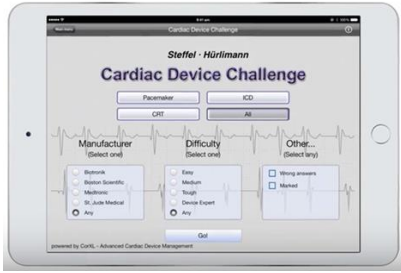 Main menu
Cardiac Device Challenge
Steffel · Hürlimann
Cardiac Device Challenge
Pacemaker
ICD
CRT
All
Manufacturer
(Select one)
Biotronik
Boston Scientific
Medtronic
St. Jude Medical
Any
Difficulty
(Select one)
Easy
Medium
Tough
Device Expert
Any
Other...
(Select any)
Wrong answers
Marked
Go!
powered by CorXL - Advanced Cardiac Device Management